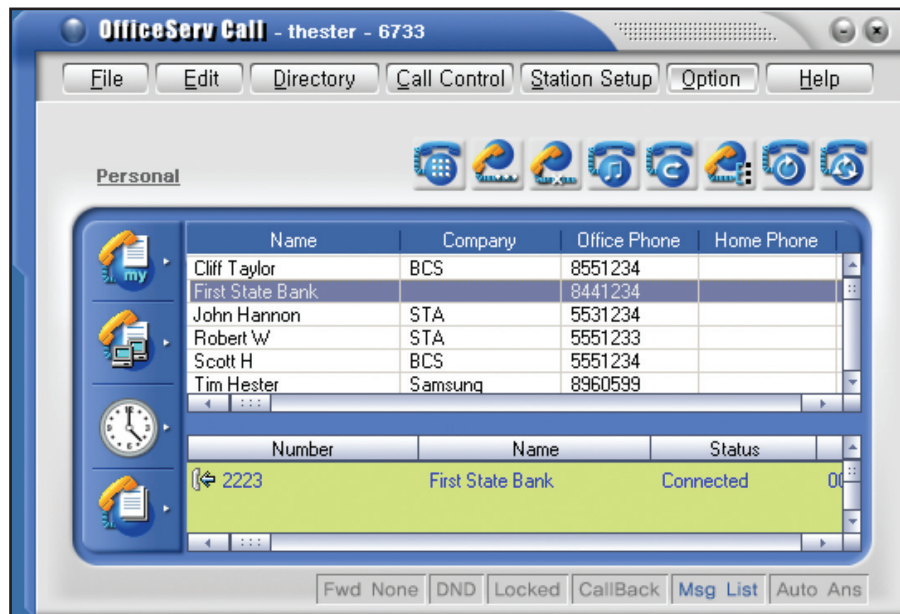 OfficeServ Call - thester - 6733
File Edit Directory Call Control Station Setup Option Help
Personal
my
Name Company Office Phone Home Phone
Cliff Taylor BCS 8551234
First State Bank 8441234
John Hannon STA 5531234
Robert W STA 5551233
Scott H BCS 5551234
Tim Hester Samsung 8960599
Number Name Status
2223 First State Bank Connected
Fwd None DND Locked CallBack Msg List Auto Ans